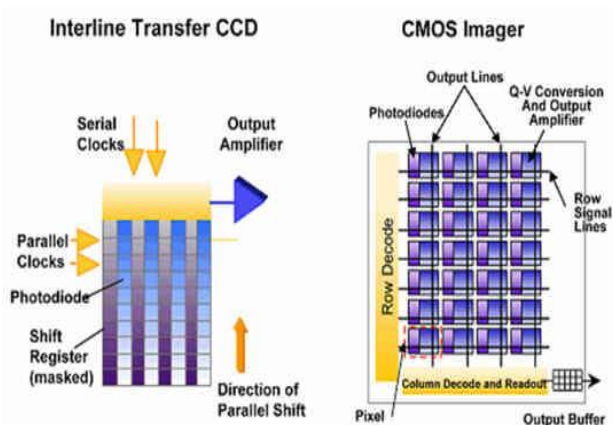 Interline Transfer CCD
Serial
Clocks
Output
Amplifier
Parallel
Clocks
Photodiode
Shift
Register
(masked)
Direction of
Parallel Shift
CMOS Imager
Output Lines
Photodiodes
Q-V Conversion
And Output
Amplifier
Row
Signal
Lines
Row Decode
Column Decode and Readout
Pixel
Output Buffer